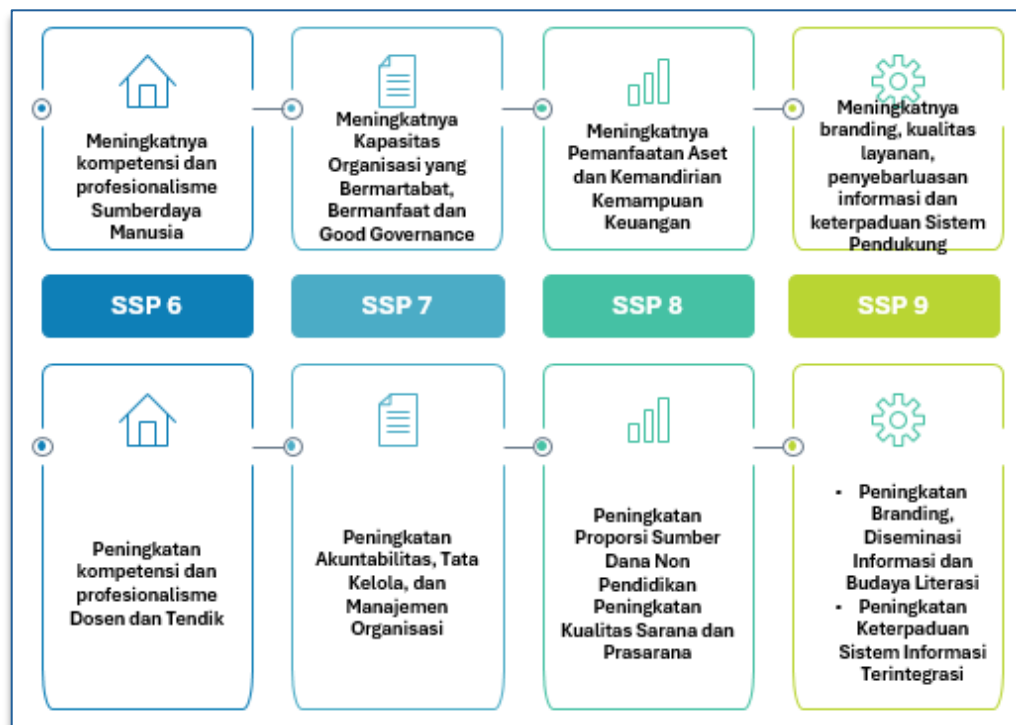 Meningkatnya
kompetensi dan
profesionalisme
Sumberdaya
Manusia
Meningkatnya
Kapasitas
Organisasi yang
Bermartabat,
Bermanfaat dan
Good Governance
Meningkatnya
Pemanfaatan Aset
dan Kemandirian
Kemampuan
Keuangan
Meningkatnya
branding, kualitas
layanan,
penyebarluasan
informasi dan
keterpaduan Sistem
Pendukung
SSP 6
SSP 7
SSP 8
SSP 9
Peningkatan
kompetensi dan
profesionalisme
Dosen dan Tendik
Peningkatan
Akuntabilitas, Tata
Kelola, dan
Manajemen
Organisasi
Peningkatan
Proporsi Sumber
Dana Non
Pendidikan
Peningkatan
Kualitas Sarana dan
Prasarana
- Peningkatan
Branding,
Diseminasi
Informasi dan
Budaya Literasi
- Peningkatan
Keterpaduan
Sistem Informasi
Terintegrasi